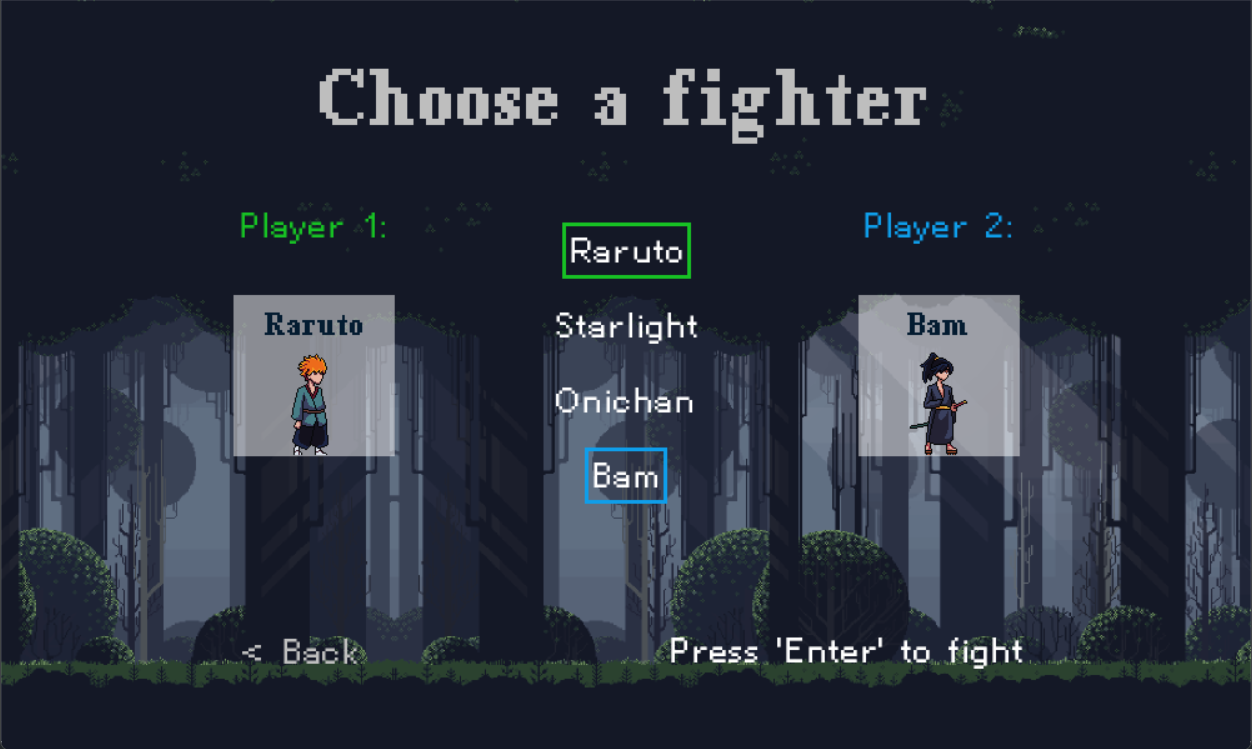 Choose a fighter
Player 1:
Player 2:
Raruto
Raruto
Bam
Starlight
Onichan
Bam
< Back
Press 'Enter' to fight